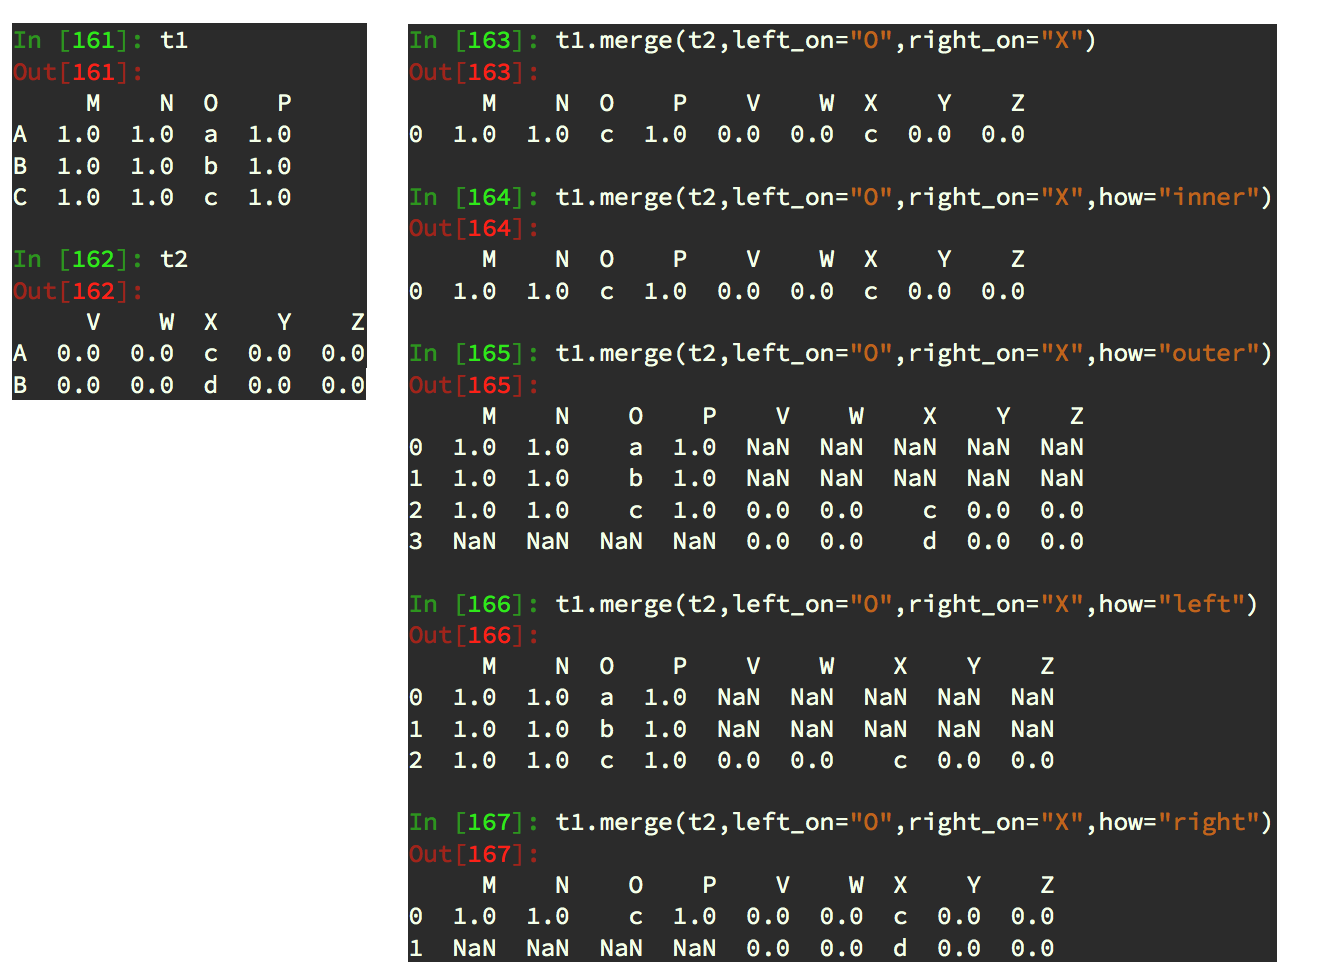 In [161]: t1
Out[161]:
     M    N  O    P
A  1.0  1.0  a  1.0
B  1.0  1.0  b  1.0
C  1.0  1.0  c  1.0
In [162]: t2
Out[162]:
     V    W  X    Y    Z
A  0.0  0.0  c  0.0  0.0
B  0.0  0.0  d  0.0  0.0
In [163]: t1.merge(t2,left_on="O",right_on="X")
Out[163]:
     M    N  O    P    V    W  X    Y    Z
0  1.0  1.0  c  1.0  0.0  0.0  c  0.0  0.0
In [164]: t1.merge(t2,left_on="O",right_on="X",how="inner")
Out[164]:
     M    N  O    P    V    W  X    Y    Z
0  1.0  1.0  c  1.0  0.0  0.0  c  0.0  0.0
In [165]: t1.merge(t2,left_on="O",right_on="X",how="outer")
Out[165]:
     M    N    O    P    V    W    X    Y    Z
0  1.0  1.0    a  1.0  NaN  NaN  NaN  NaN  NaN
1  1.0  1.0    b  1.0  NaN  NaN  NaN  NaN  NaN
2  1.0  1.0    c  1.0  0.0  0.0    c  0.0  0.0
3  NaN  NaN  NaN  NaN  0.0  0.0    d  0.0  0.0
In [166]: t1.merge(t2,left_on="O",right_on="X",how="left")
Out[166]:
     M    N  O    P    V    W    X    Y    Z
0  1.0  1.0  a  1.0  NaN  NaN  NaN  NaN  NaN
1  1.0  1.0  b  1.0  NaN  NaN  NaN  NaN  NaN
2  1.0  1.0  c  1.0  0.0  0.0    c  0.0  0.0
In [167]: t1.merge(t2,left_on="O",right_on="X",how="right")
Out[167]:
     M    N    O    P    V    W  X    Y    Z
0  1.0  1.0    c  1.0  0.0  0.0  c  0.0  0.0
1  NaN  NaN  NaN  NaN  0.0  0.0  d  0.0  0.0